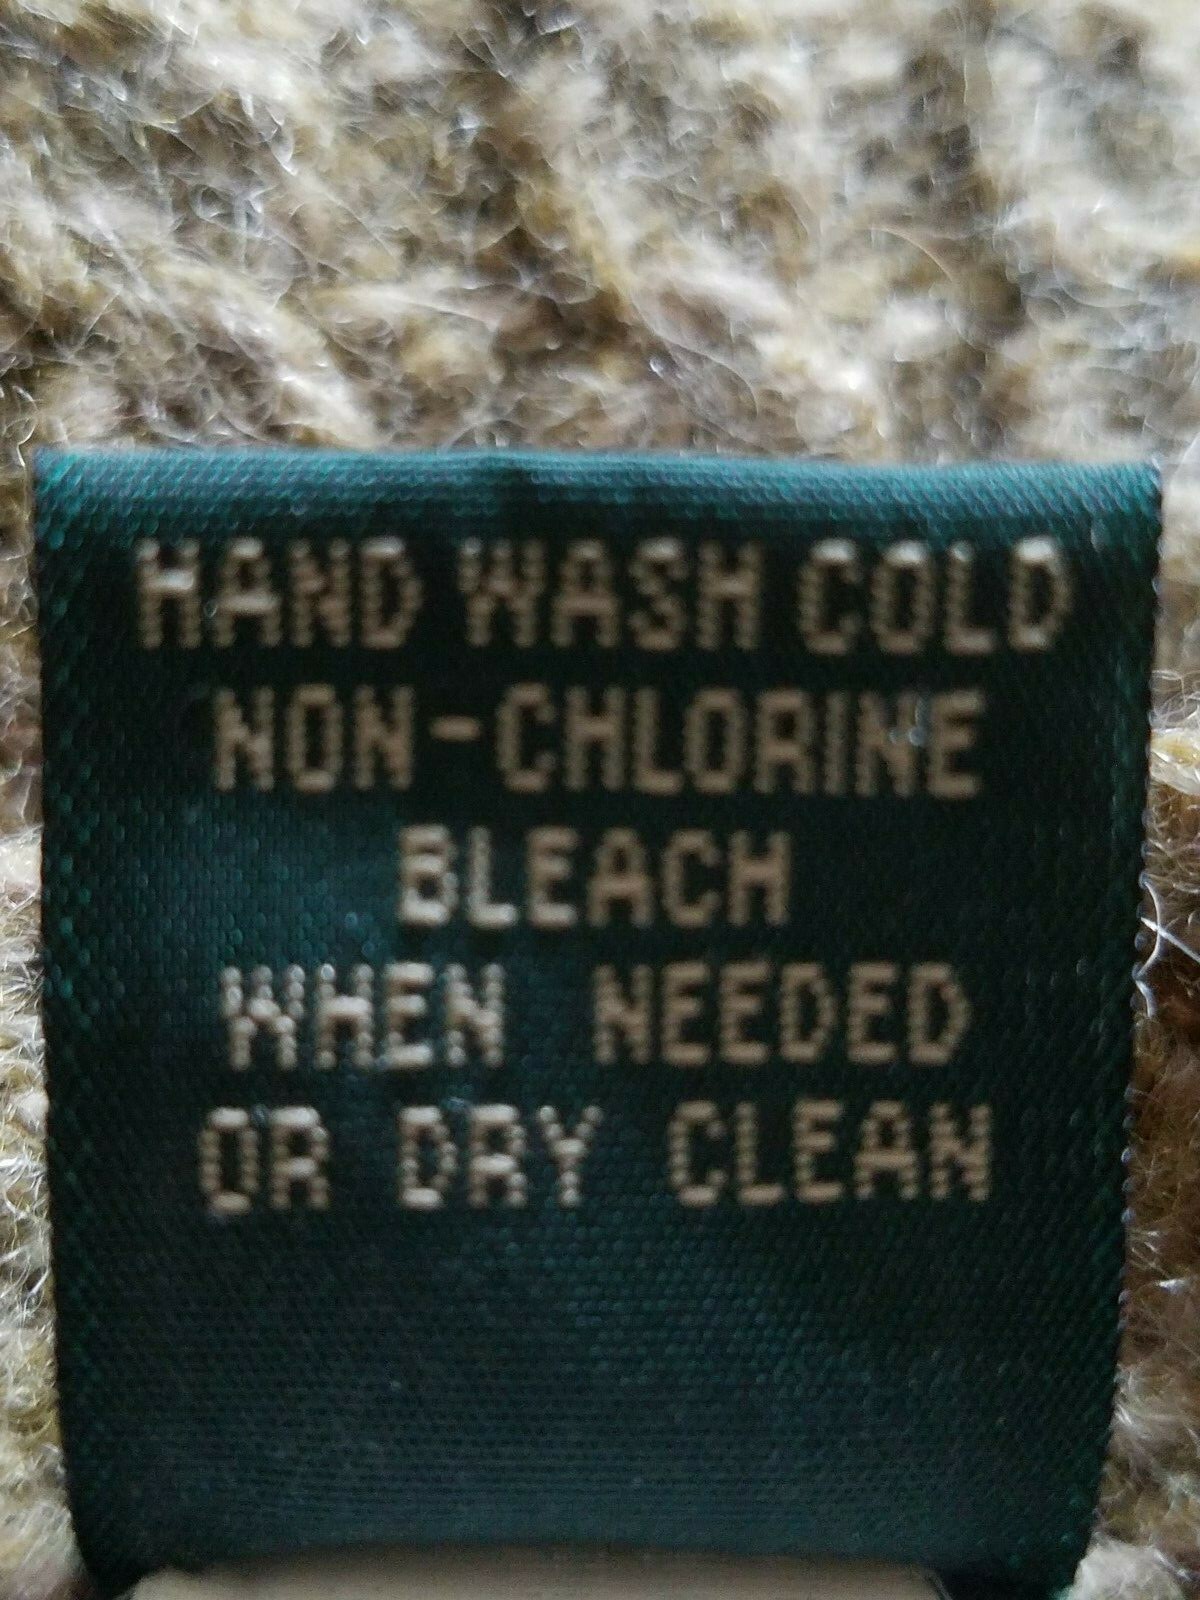 HAND WASH COLD
NON-CHLORINE
BLEACH
WHEN NEEDED
OR DRY CLEAN